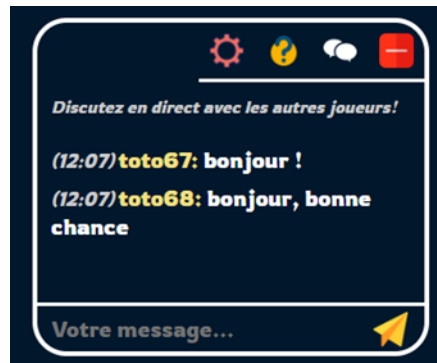 Discutez en direct avec les autres joueurs!
(12:07) toto67: bonjour !
(12:07) toto68: bonjour, bonne
chance
Votre message...